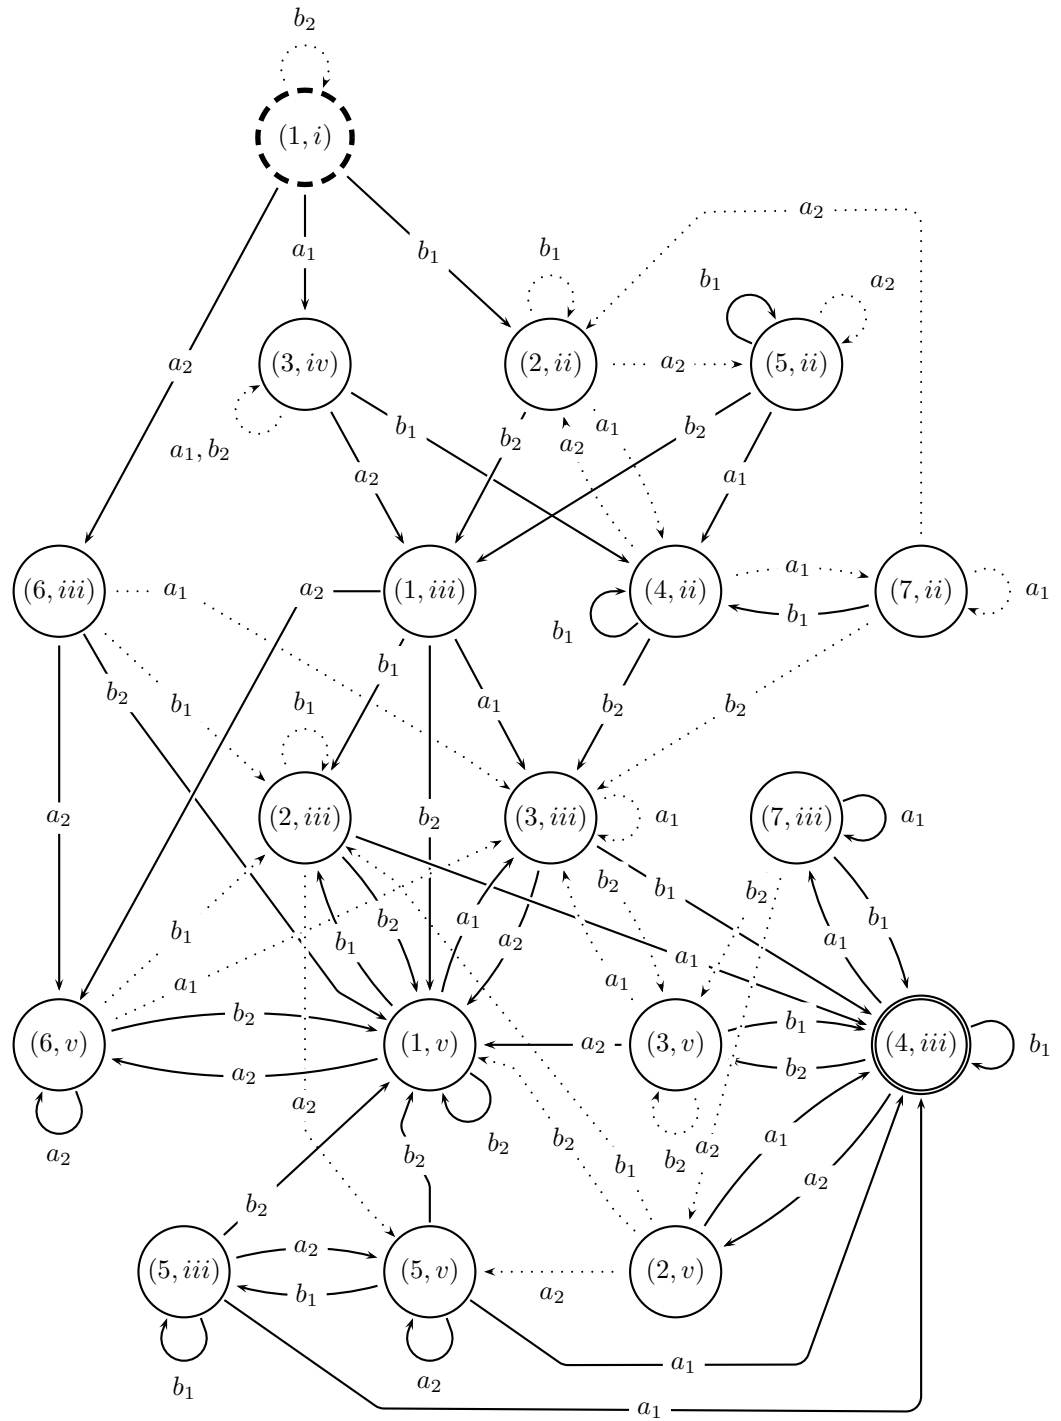 b₂
(1, i)
a₂
a₁
b₁
b₁
b₁
a₂
a₂
(3, iv)
(2, ii)
a₂
(5, ii)
a₂
b₁
a₁
b₂
a₁, b₂
b₂
a₂
a₂
a₁
a₁
(6, iii)
a₁
a₂
(1, iii)
(4, ii)
b₁
b₁
(7, ii)
a₁
b₁
b₂
b₁
b₁
a₁
b₂
b₂
a₂
(2, iii)
b₂
(3, iii)
a₁
(7, iii)
a₁
b₂
b₁
b₂
b₁
b₁
b₁
b₂
a₁
a₂
a₁
a₁
a₁
a₁
(6, v)
b₂
(1, v)
a₂
(3, v)
b₁
(4, iii)
b₁
a₂
b₂
a₂
a₂
b₂
b₂
b₂
b₂
a₂
a₁
b₁
a₂
b₂
(5, iii)
a₂
b₁
(5, v)
a₂
(2, v)
b₁
a₂
a₁
a₁